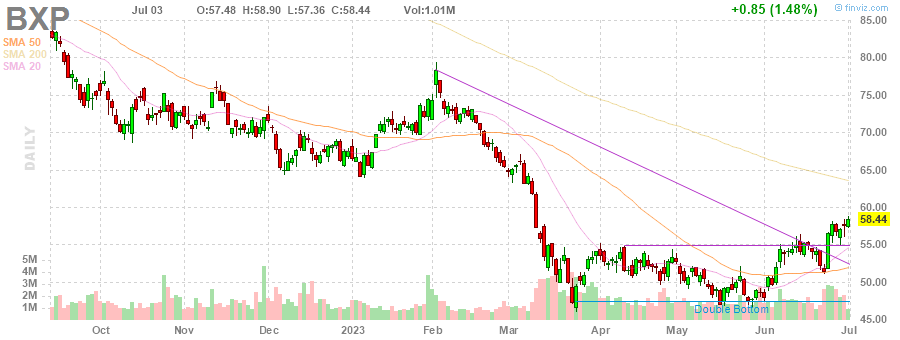 BXP Jul 03 O:57.48 H:58.90 L:57.36 C:58.44 Vol:1.01M +0.85 (1.48%) © finviz.com
85.00
SMA 50
SMA 200
SMA 20
80.00
75.00
70.00
DAILY
65.00
60.00
58.44
55.00
5M
4M
3M
50.00
2M
1M
Double Bottom
45.00
Oct Nov Dec 2023 Feb Mar Apr May Jun Jul